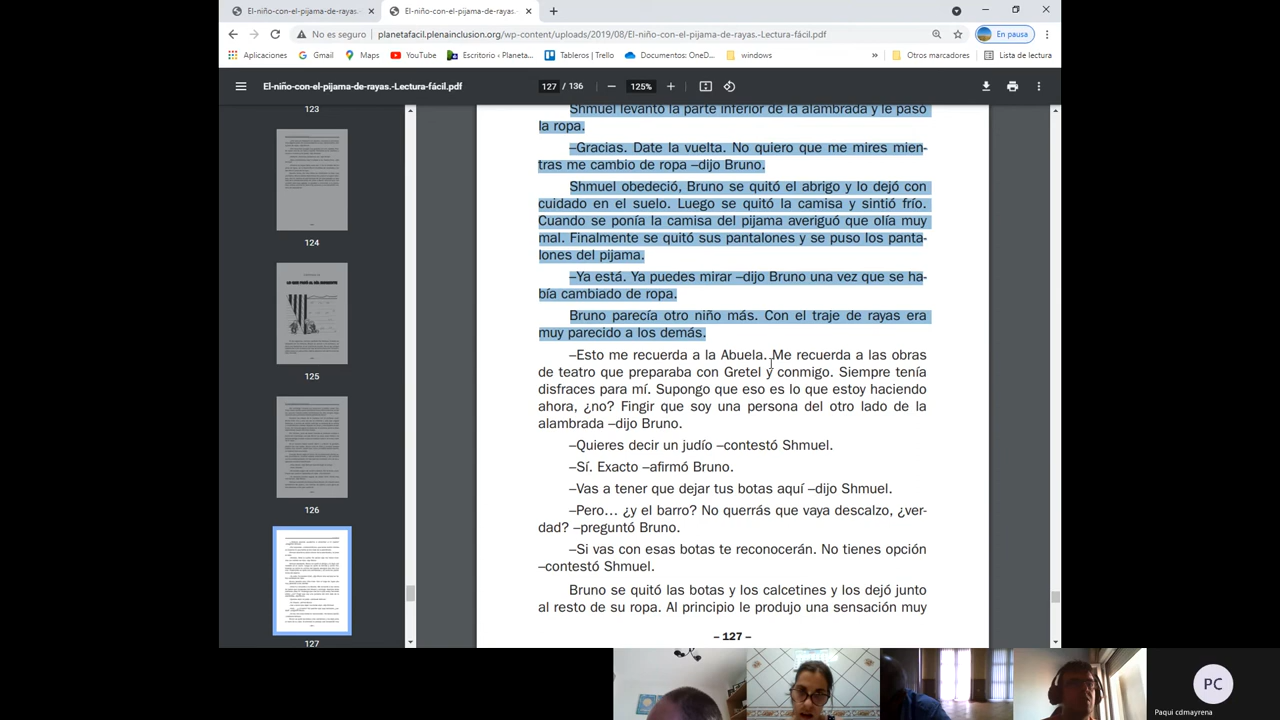 El-niño-con-el-pijama-de-rayas.-
El-niño-con-el-pijama-de-rayas.-
No es seguro
planetafacil.plenainclusion.org/wp-content/uploads/2019/08/El-niño-con-el-pijama-de-rayas.-Lectura-fácil.pdf
En pausa
Aplicaciones Gmail Maps YouTube Escritorio < Planeta... Tableros | Trello Documentos: OneD... windows » Otros marcadores Lista de lectura
El-niño-con-el-pijama-de-rayas.-Lectura-fácil.pdf
127 / 136
125%
123
124
125
126
127
Shmuel levantó la parte inferior de la alambrada y le pasó
la ropa.
–Gracias. Date la vuelta. No quiero que me mires mien-
tras me cambio de ropa –dijo Bruno.
Shmuel obedeció, Bruno se quitó el abrigo y lo dejó con
cuidado en el suelo. Luego se quitó la camisa y sintió frío.
Cuando se ponía la camisa del pijama averiguó que olía muy
mal. Finalmente se quitó sus pantalones y se puso los panta-
lones del pijama.
–Ya está. Ya puedes mirar –dijo Bruno una vez que se ha-
bía cambiado de ropa.
Bruno parecía otro niño más. Con el traje de rayas era
muy parecido a los demás.
–Esto me recuerda a la Abuela. Me recuerda a las obras
de teatro que preparaba con Gretel y conmigo. Siempre tenía
disfraces para mí. Supongo que eso es lo que estoy haciendo
ahora, ¿no? Fingir que soy una persona del otro lado de la
alambrada –dijo Bruno.
–Quieres decir un judío –comentó Shmuel.
–Sí. Exacto –afirmó Bruno.
–Vas a tener que dejar tus botas aquí –dijo Shmuel.
–Pero… ¿y el barro? No querrás que vaya descalzo, ¿ver-
dad? –preguntó Bruno.
–Si vas con esas botas te reconocerán. No tienes opción
–contestó Shmuel.
Bruno se quitó las botas y los calcetines y los dejó junto
al resto de su ropa. Al principio le produjo una sensación muy
– 127 –
PC
Paqui cdmayrena